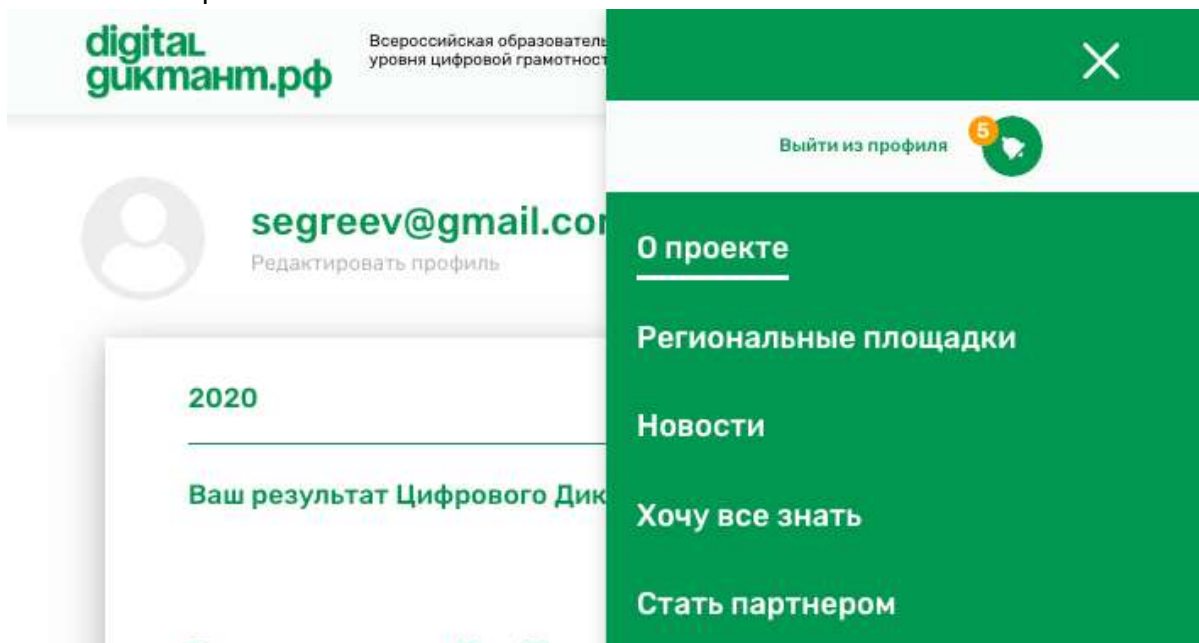 digital
диктант.рф
Всероссийская образователь
уровня цифровой грамотност
Выйти из профиля
5
segreev@gmail.co
Редактировать профиль
О проекте
Региональные площадки
2020
Новости
Ваш результат Цифрового Дик
Хочу все знать
Стать партнером